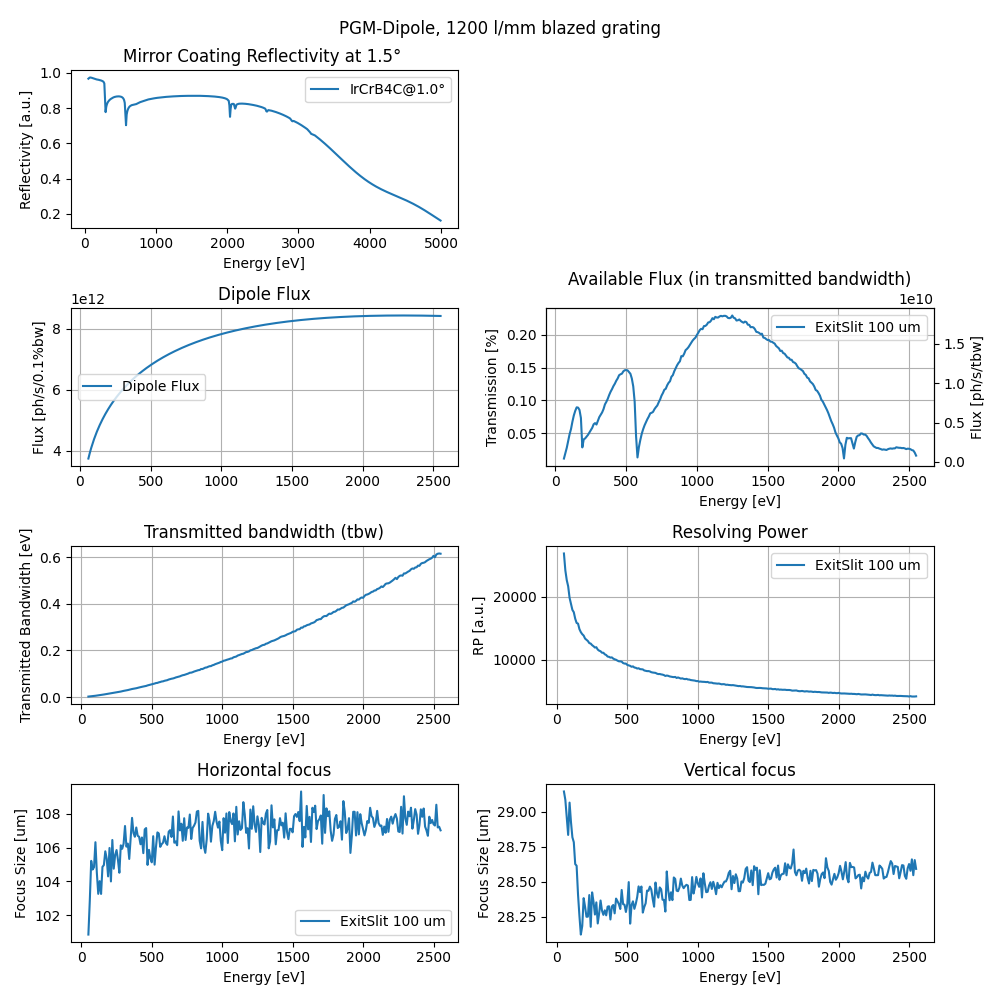 PGM-Dipole, 1200 l/mm blazed grating
Mirror Coating Reflectivity at 1.5°
Reflectivity [a.u.]
1.0
0.8
0.6
0.4
0.2
IrCrB4C@1.0°
0 1000 2000 3000 4000 5000
Energy [eV]
1e12
Dipole Flux
Flux [ph/s/0.1%bw]
8
6
4
Dipole Flux
0 500 1000 1500 2000 2500
Available Flux (in transmitted bandwidth)
1e10
Transmission [%]
0.20
0.15
0.10
0.05
ExitSlit 100 um
1.5
1.0
0.5
0.0
Flux [ph/s/tbw]
0 500 1000 1500 2000 2500
Energy [eV]
Transmitted bandwidth (tbw)
Transmitted Bandwidth [eV]
0.6
0.4
0.2
0.0
0 500 1000 1500 2000 2500
Energy [eV]
Resolving Power
RP [a.u.]
20000
10000
ExitSlit 100 um
0 500 1000 1500 2000 2500
Energy [eV]
Horizontal focus
Focus Size [um]
108
106
104
102
ExitSlit 100 um
0 500 1000 1500 2000 2500
Energy [eV]
Vertical focus
Focus Size [um]
29.00
28.75
28.50
28.25
0 500 1000 1500 2000 2500
Energy [eV]